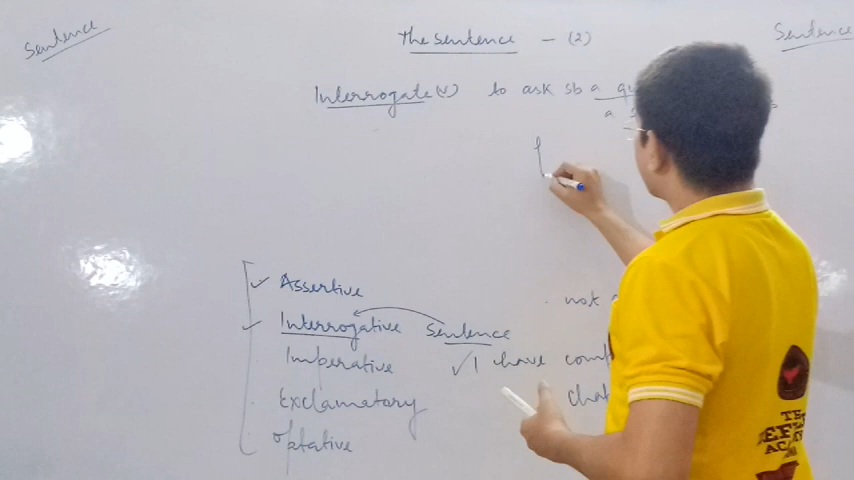 Sentence
The Sentence - (2)
Sentence
Interrogate (v) to ask sb a
a
Assertive
not
Interrogative Sentence
Imperative ✓ I have
Exclamatory
Optative